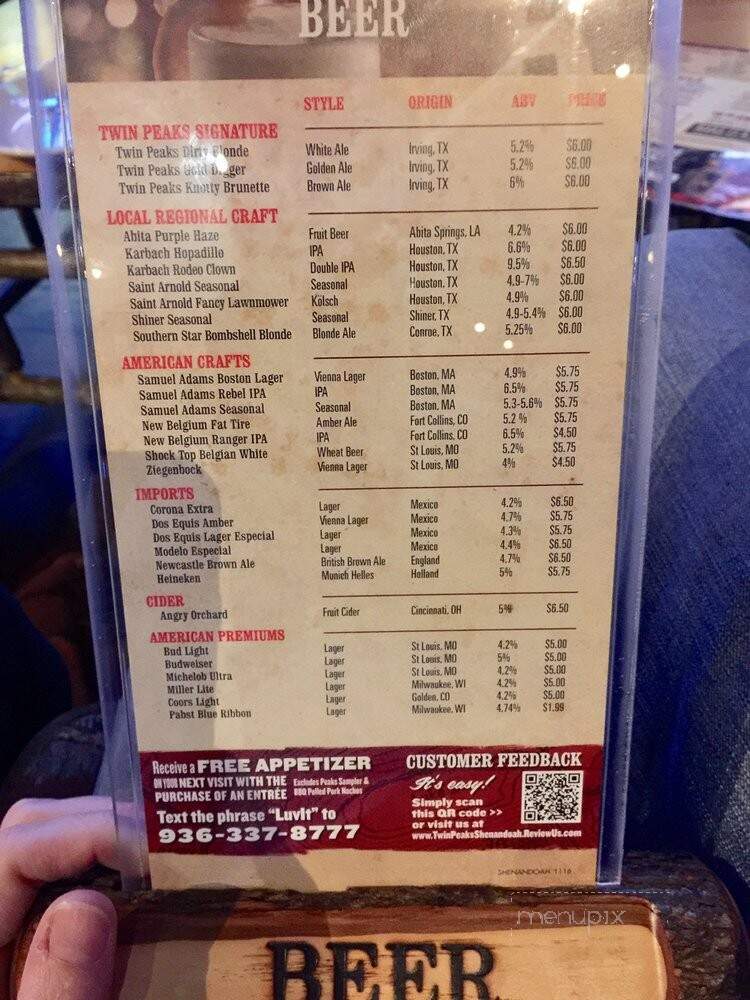 BEER
STYLE ORIGIN ABV PRICE
TWIN PEAKS SIGNATURE
Twin Peaks Dirty Blonde White Ale Irving, TX 5.2% $6.00
Twin Peaks Gold Digger Golden Ale Irving, TX 5.2% $6.00
Twin Peaks Knotty Brunette Brown Ale Irving, TX 6% $6.00
LOCAL REGIONAL CRAFT
Abita Purple Haze Fruit Beer Abita Springs, LA 4.2% $6.00
Karbach Hopadillo IPA Houston, TX 6.6% $6.00
Karbach Rodeo Clown Double IPA Houston, TX 9.5% $6.50
Saint Arnold Seasonal Seasonal Houston, TX 4.9-7% $6.00
Saint Arnold Fancy Lawnmower Kölsch Houston, TX 4.9% $6.00
Shiner Seasonal Seasonal Shiner, TX 4.9-5.4% $6.00
Southern Star Bombshell Blonde Blonde Ale Conroe, TX 5.25% $6.00
AMERICAN CRAFTS
Samuel Adams Boston Lager Vienna Lager Boston, MA 4.9% $5.75
Samuel Adams Rebel IPA IPA Boston, MA 6.5% $5.75
Samuel Adams Seasonal Seasonal Boston, MA 5.3-5.6% $5.75
New Belgium Fat Tire Amber Ale Fort Collins, CO 5.2 % $5.75
New Belgium Ranger IPA IPA Fort Collins, CO 6.5% $4.50
Shock Top Belgian White Wheat Beer St Louis, MO 5.2% $5.75
Ziegenbock Vienna Lager St Louis, MO 4% $4.50
IMPORTS
Corona Extra Lager Mexico 4.2% $6.50
Dos Equis Amber Vienna Lager Mexico 4.7% $5.75
Dos Equis Lager Especial Lager Mexico 4.3% $5.75
Modelo Especial Lager Mexico 4.4% $6.50
Newcastle Brown Ale British Brown Ale England 4.7% $6.50
Heineken Munich Helles Holland 5% $5.75
CIDER
Angry Orchard Fruit Cider Cincinnati, OH 5% $6.50
AMERICAN PREMIUMS
Bud Light Lager St Louis, MO 4.2% $5.00
Budweiser Lager St Louis, MO 5% $5.00
Michelob Ultra Lager St Louis, MO 4.2% $5.00
Miller Lite Lager Milwaukee, WI 4.2% $5.00
Coors Light Lager Golden, CO 4.2% $5.00
Pabst Blue Ribbon Lager Milwaukee, WI 4.74% $1.99
Receive a FREE APPETIZER
ON YOUR NEXT VISIT WITH THE
PURCHASE OF AN ENTRÉE
Excludes Peaks Sampler &
BBQ Pulled Pork Nachos
Text the phrase "LuvIt" to
936-337-8777
CUSTOMER FEEDBACK
It's easy!
Simply scan
this QR code >>
or visit us at
www.TwinPeaksShenandoah.ReviewUs.com
SHENANDOAH 1116
menupix
BEER